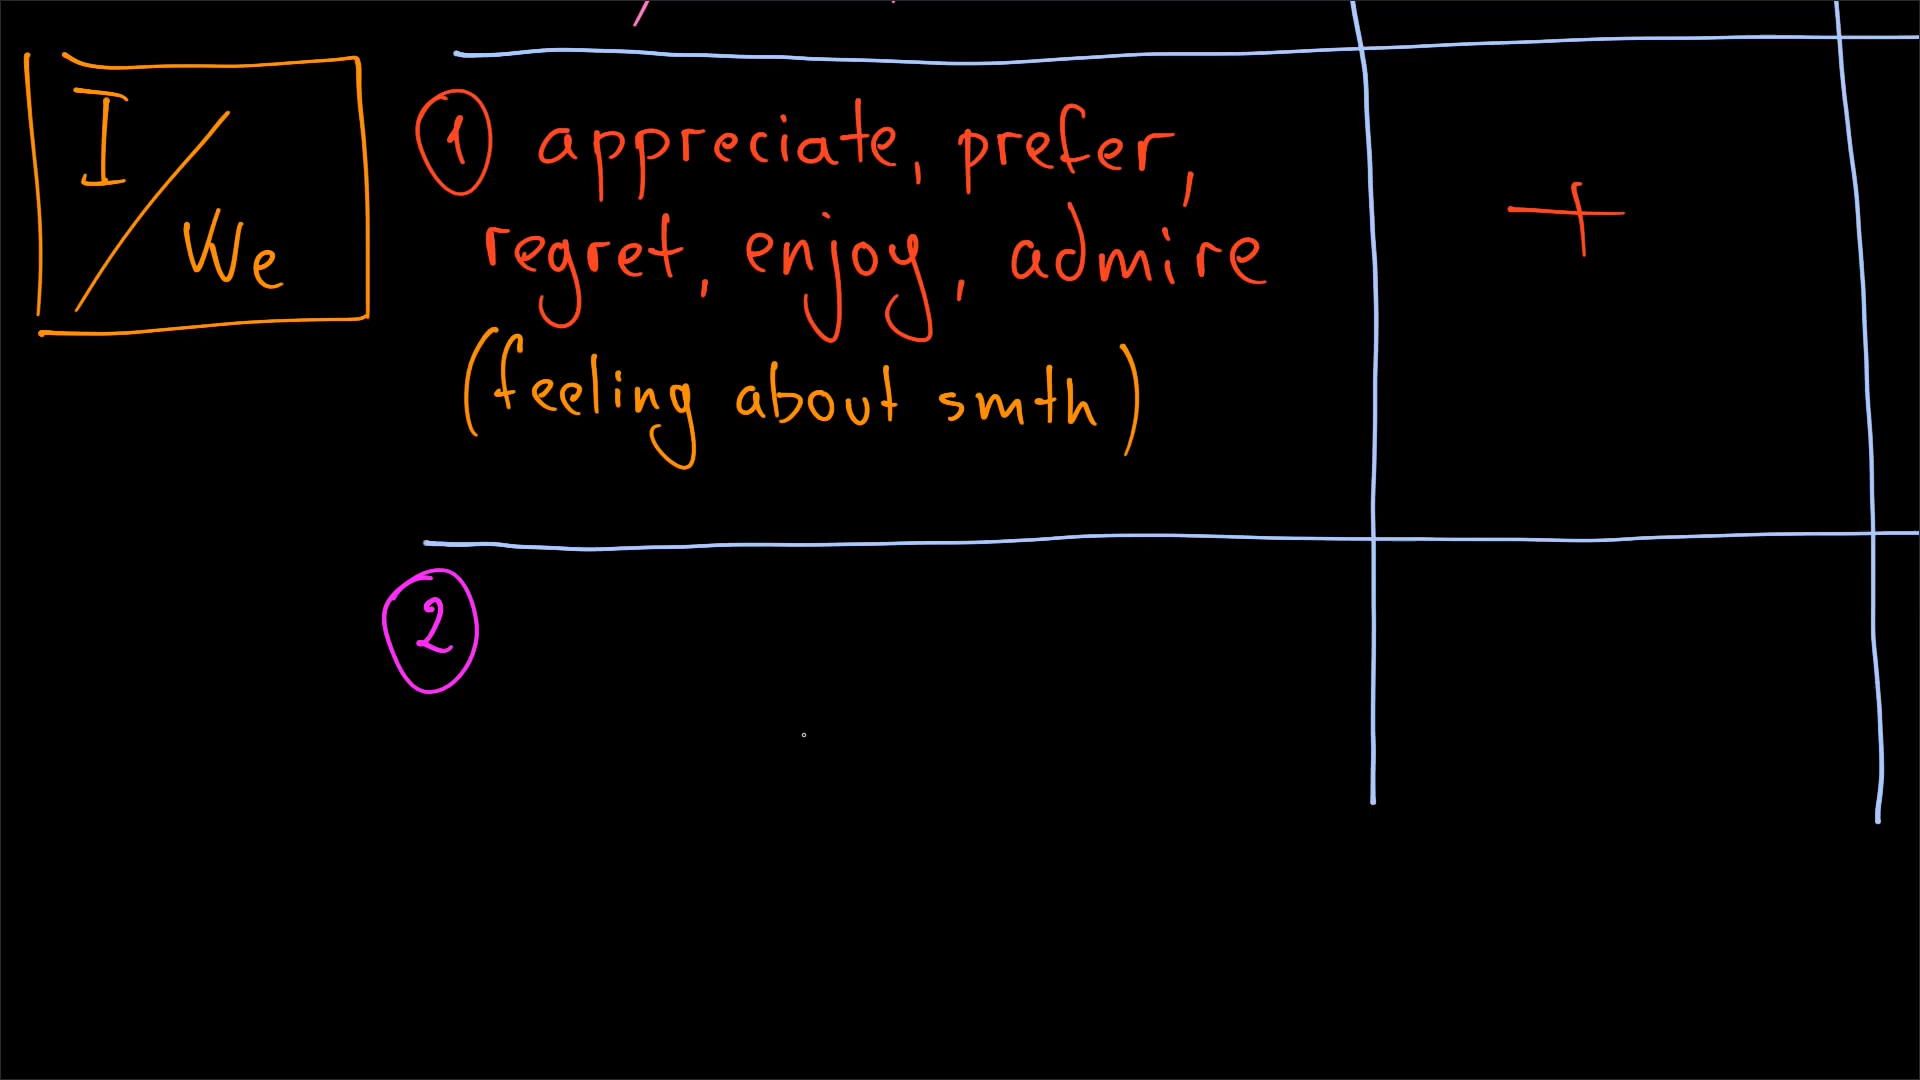 I / We
① appreciate, prefer,
regret, enjoy, admire
(feeling about smth)
+
②